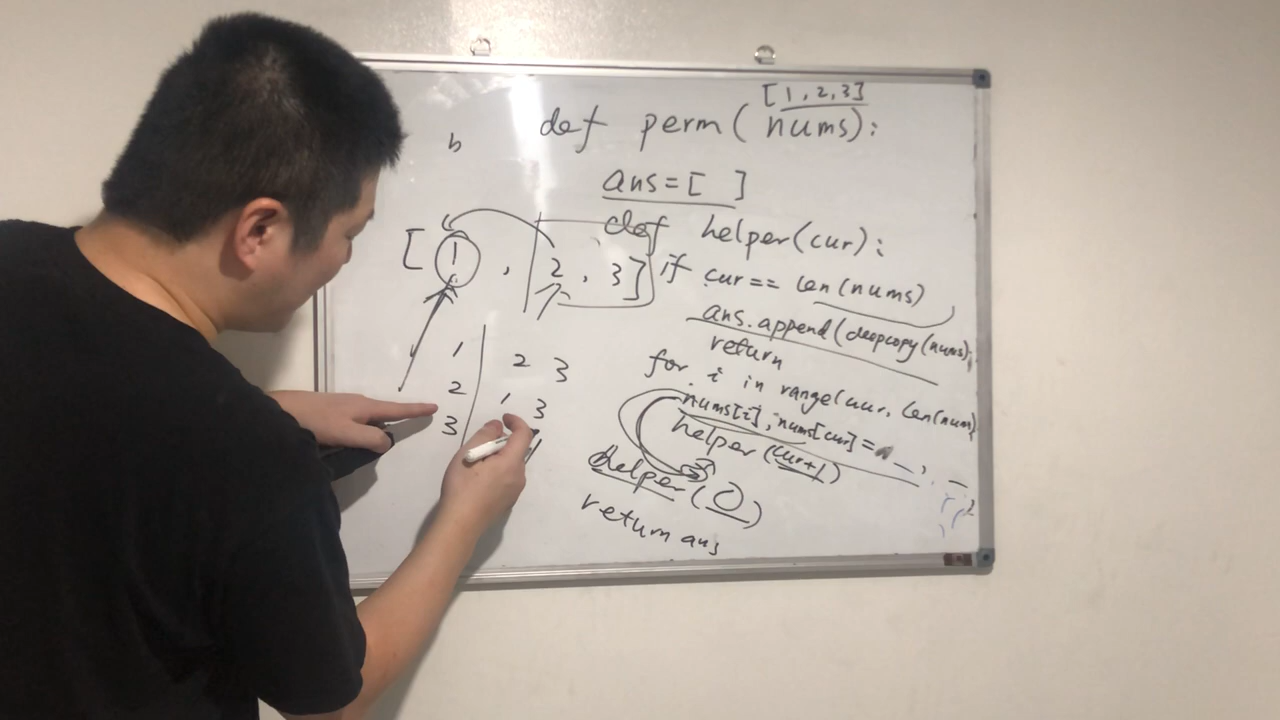 [1,2,3]
def perm(nums):
b
ans=[ ]
def helper(cur):
[1, 2, 3]
if cur== len(nums)
ans.append(deepcopy(nums)
return
1 2 3
for i in range(cur, len(nums)
2 1 3
nums[i], nums[cur]= _, _
3
helper(cur+1)
helper(0)
return ans